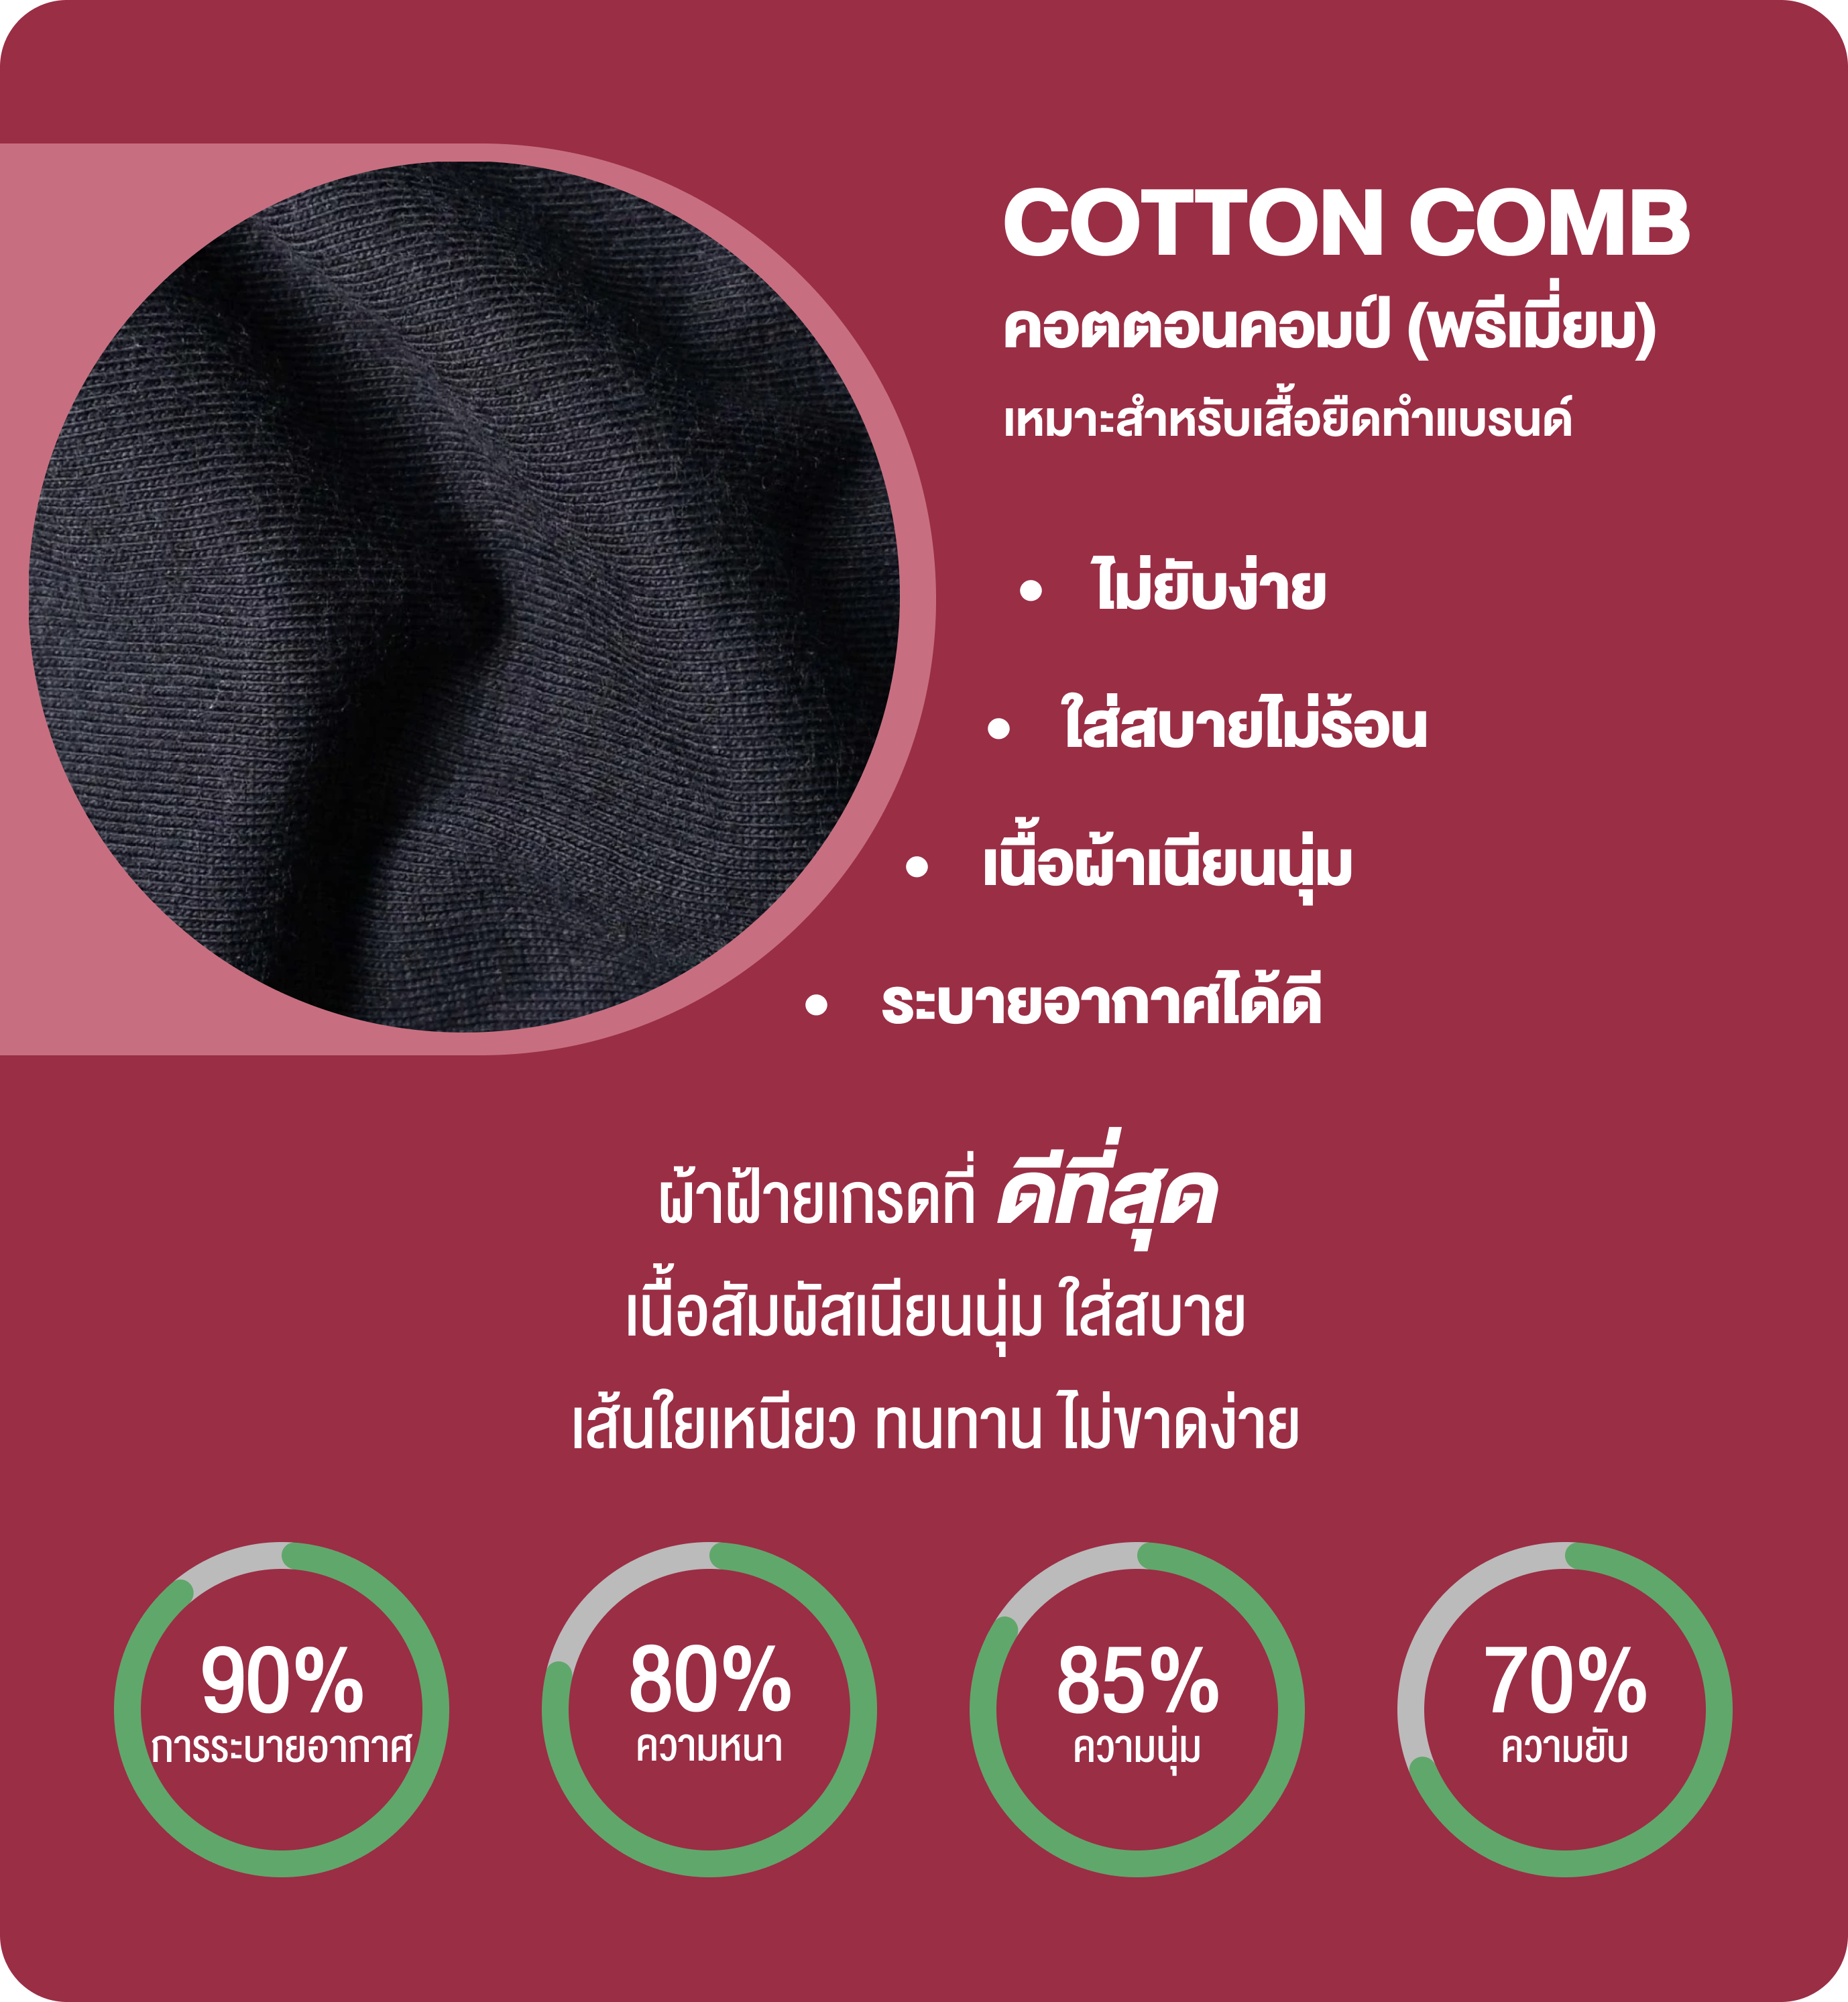 COTTON COMB
คอตตอนคอมป์ (พรีเมี่ยม)
เหมาะสำหรับเสื้อยืดทำแบรนด์
• ไม่ยับง่าย
• ใส่สบายไม่ร้อน
• เนื้อผ้าเนียนนุ่ม
• ระบายอากาศได้ดี
ผ้าฝ้ายเกรดที่ ดีที่สุด
เนื้อสัมผัสเนียนนุ่ม ใส่สบาย
เส้นใยเหนียว ทนทาน ไม่ขาดง่าย
90%
การระบายอากาศ
80%
ความหนา
85%
ความนุ่ม
70%
ความยับ